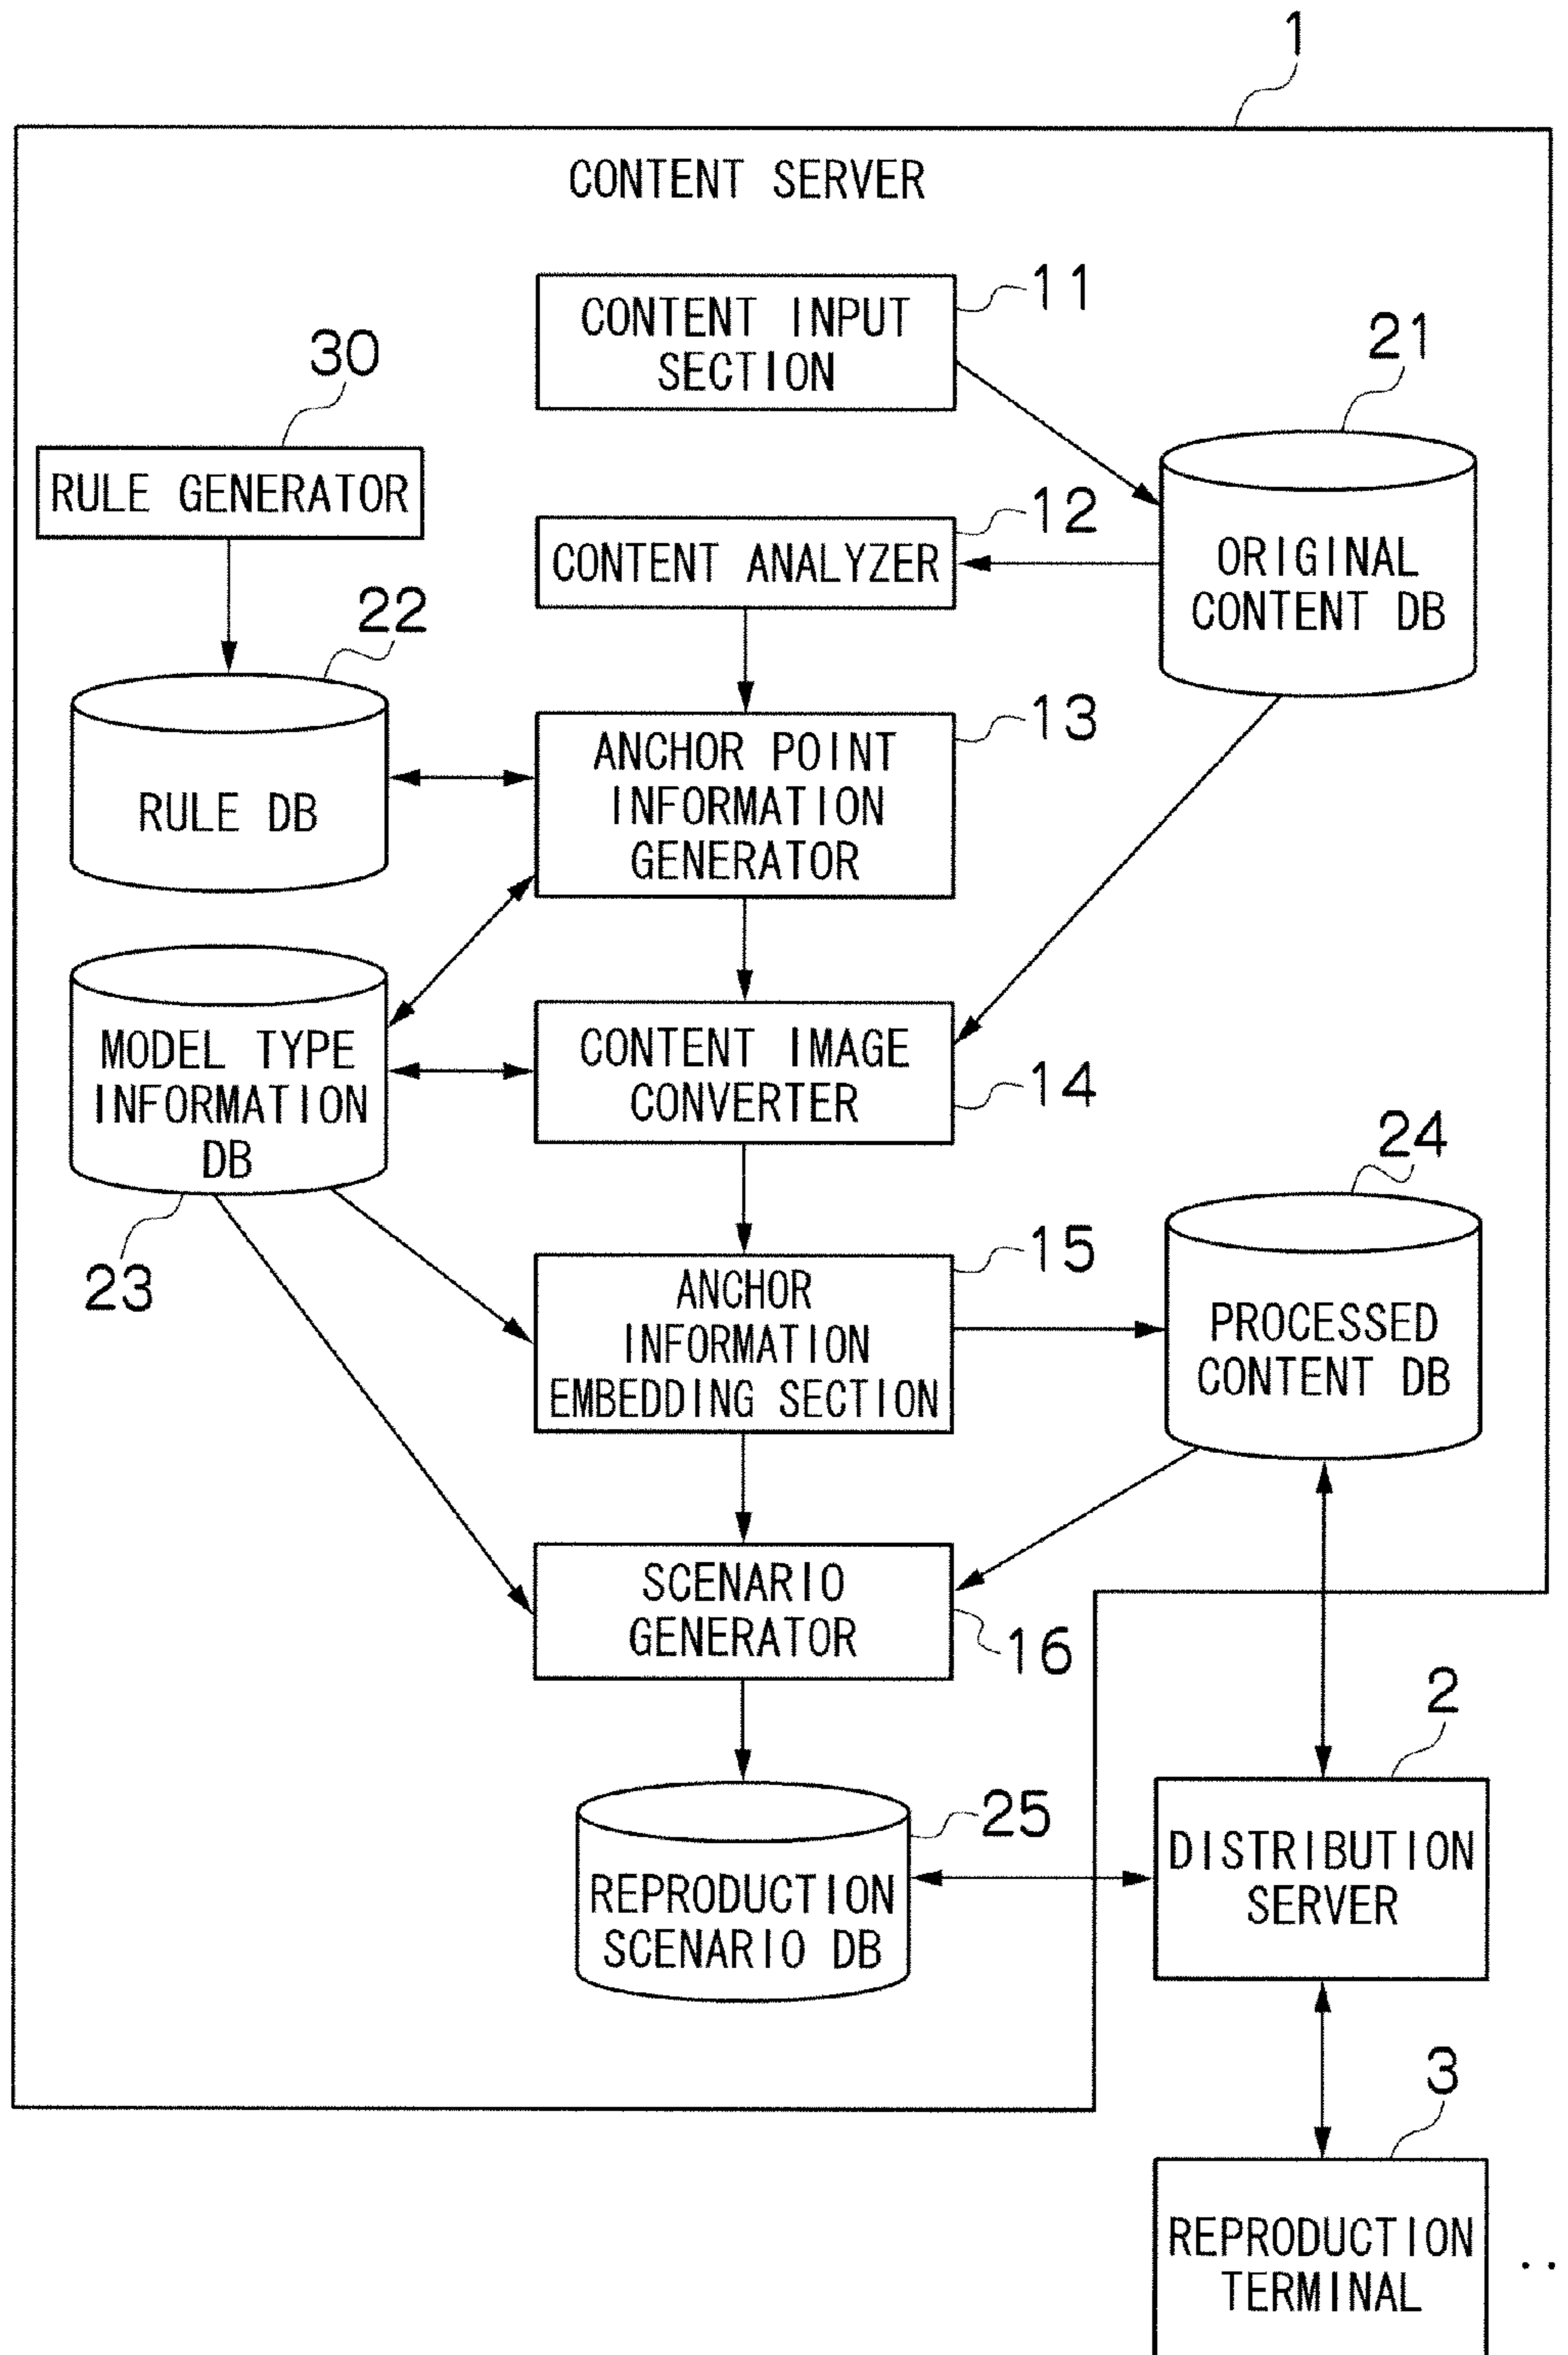 1
CONTENT SERVER
11
CONTENT INPUT
SECTION
21
30
RULE GENERATOR
12
CONTENT ANALYZER
ORIGINAL
CONTENT DB
22
RULE DB
13
ANCHOR POINT
INFORMATION
GENERATOR
MODEL TYPE
INFORMATION
DB
23
CONTENT IMAGE
CONVERTER
14
24
15
ANCHOR
INFORMATION
EMBEDDING SECTION
PROCESSED
CONTENT DB
SCENARIO
GENERATOR
16
2
25
REPRODUCTION
SCENARIO DB
DISTRIBUTION
SERVER
3
REPRODUCTION
TERMINAL
..